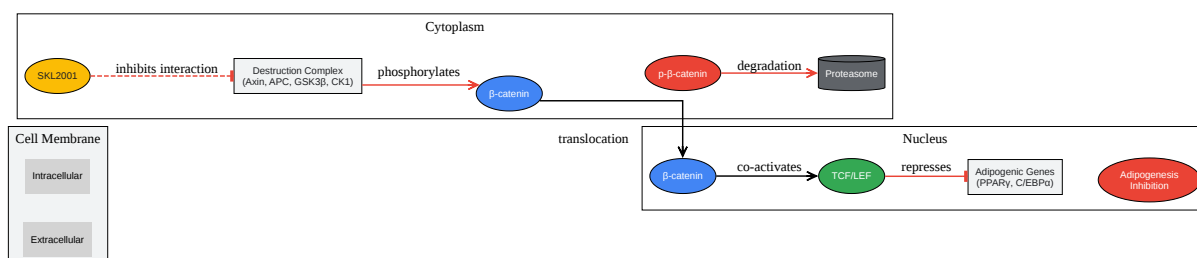 Cytoplasm
SKL2001
inhibits interaction
Destruction Complex
(Axin, APC, GSK3β, CK1)
phosphorylates
β-catenin
p-β-catenin
degradation
Proteasome
Cell Membrane
Intracellular
Extracellular
translocation
Nucleus
β-catenin
co-activates
TCF/LEF
represses
Adipogenic Genes
(PPARγ, C/EBPα)
Adipogenesis
Inhibition